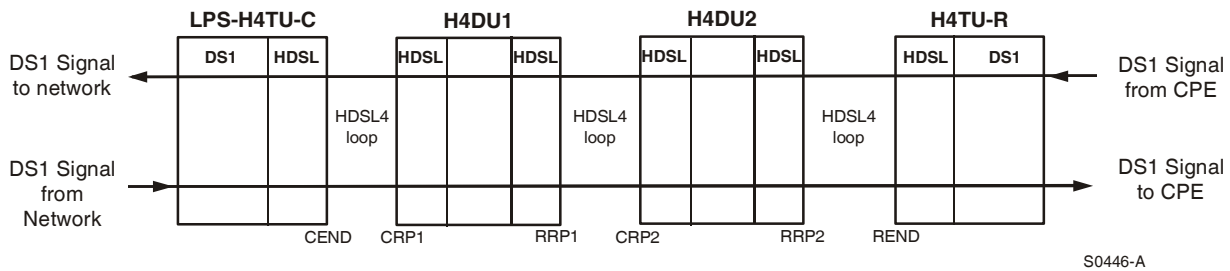 LPS-H4TU-C H4DU1 H4DU2 H4TU-R
DS1 HDSL HDSL HDSL HDSL HDSL HDSL DS1
DS1 Signal
to network
DS1 Signal
from CPE
HDSL4
loop
HDSL4
loop
HDSL4
loop
DS1 Signal
from
Network
DS1 Signal
to CPE
CEND CRP1 RRP1 CRP2 RRP2 REND
S0446-A